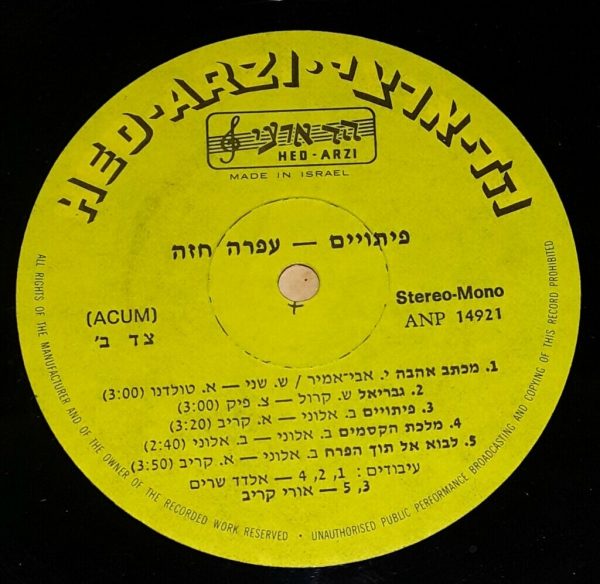 HED-ARZI • הד-ארצי
הד ארצי
HED - ARZI
MADE IN ISRAEL
פיתויים — עפרה חזה
Stereo-Mono
ANP 14921
(ACUM)
צד ב'
1. מכתב אהבה י. אבי־אמיר / ש. שני — א. טולדנו (3:00)
2. גבריאל ש. קרול — צ. פיק (3:00)
3. פיתויים ב. אלוני — א. קריב (3:20)
4. מלכת הקסמים ב. אלוני — ב. אלוני (2:40)
5. לבוא אל תוך הפרח ב. אלוני — א. קריב (3:50)
עיבודים: 1, 2, 4 — אלדד שרים
3, 5 — אורי קריב
ALL RIGHTS OF THE MANUFACTURER AND OF THE OWNER OF THE RECORDED WORK RESERVED • UNAUTHORISED PUBLIC PERFORMANCE BROADCASTING AND COPYING OF THIS RECORD PROHIBITED